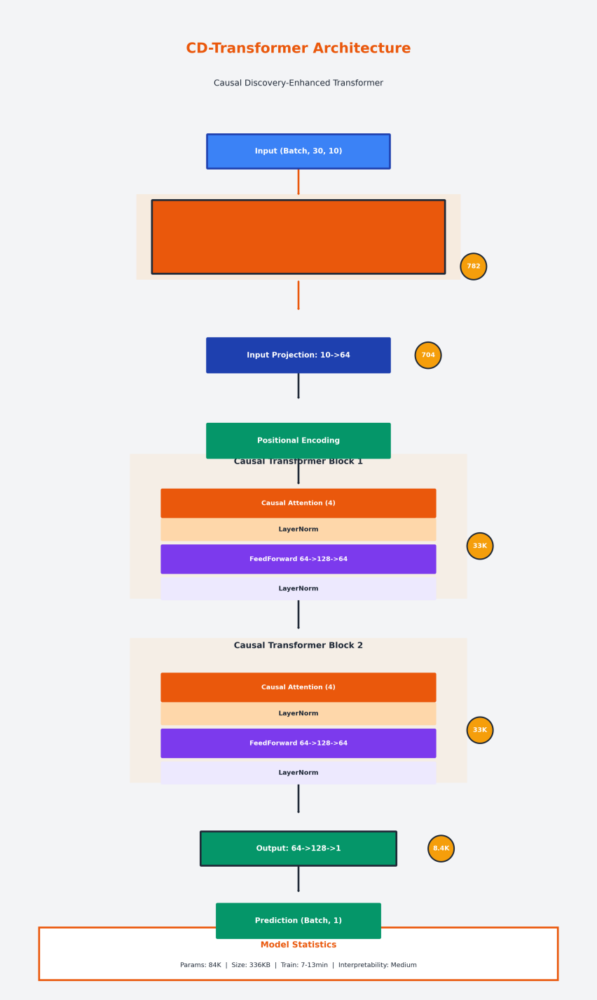 CD-Transformer Architecture
Causal Discovery-Enhanced Transformer
Input (Batch, 30, 10)
782
Input Projection: 10->64
704
Positional Encoding
Causal Transformer Block 1
Causal Attention (4)
LayerNorm
33K
FeedForward 64->128->64
LayerNorm
Causal Transformer Block 2
Causal Attention (4)
LayerNorm
33K
FeedForward 64->128->64
LayerNorm
Output: 64->128->1
8.4K
Prediction (Batch, 1)
Model Statistics
Params: 84K | Size: 336KB | Train: 7-13min | Interpretability: Medium